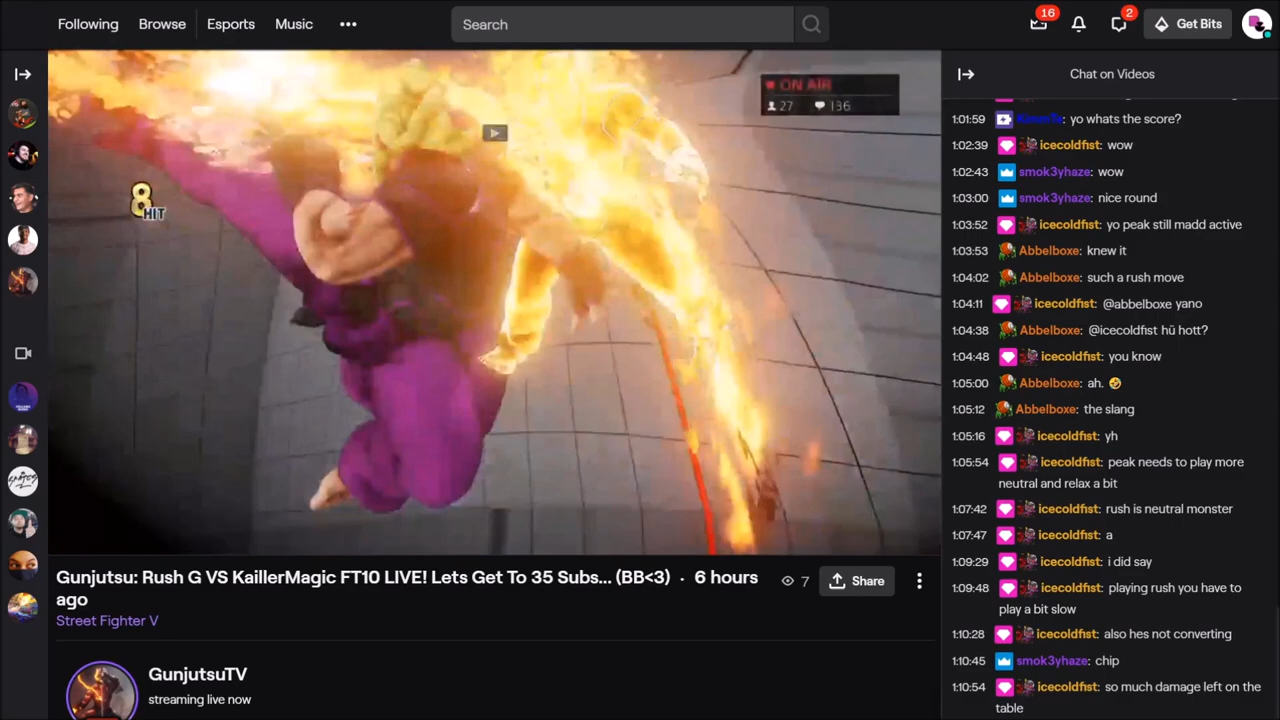 Following Browse Esports Music ••• Search 16 2 Get Bits
ON AIR
27 136
8
HIT
Gunjutsu: Rush G VS KaillerMagic FT10 LIVE! Lets Get To 35 Subs... (BB<3) · 6 hours
ago
7 Share
Street Fighter V
GunjutsuTV
streaming live now
Chat on Videos
1:01:59 : yo whats the score?
1:02:39 icecoldfist: wow
1:02:43 smok3yhaze: wow
1:03:00 smok3yhaze: nice round
1:03:52 icecoldfist: yo peak still madd active
1:03:53 Abbelboxe: knew it
1:04:02 Abbelboxe: such a rush move
1:04:11 icecoldfist: @abbelboxe yano
1:04:38 Abbelboxe: @icecoldfist hü hott?
1:04:48 icecoldfist: you know
1:05:00 Abbelboxe: ah. 🤣
1:05:12 Abbelboxe: the slang
1:05:16 icecoldfist: yh
1:05:54 icecoldfist: peak needs to play more
neutral and relax a bit
1:07:42 icecoldfist: rush is neutral monster
1:07:47 icecoldfist: a
1:09:29 icecoldfist: i did say
1:09:48 icecoldfist: playing rush you have to
play a bit slow
1:10:28 icecoldfist: also hes not converting
1:10:45 smok3yhaze: chip
1:10:54 icecoldfist: so much damage left on the
table